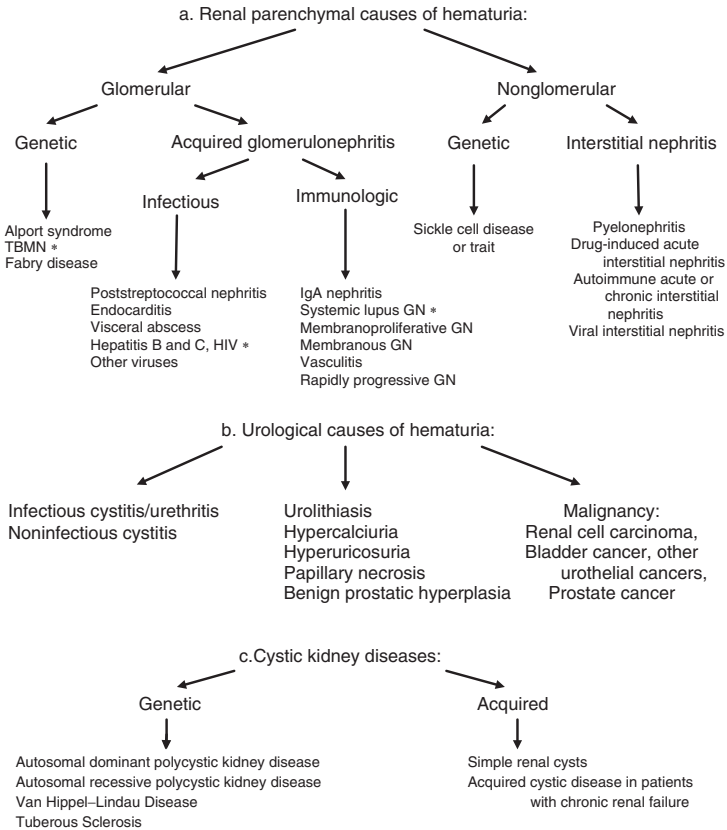 a. Renal parenchymal causes of hematuria:
Glomerular
Nonglomerular
Genetic
Acquired glomerulonephritis
Genetic
Interstitial nephritis
Infectious
Immunologic
Alport syndrome
TBMN *
Fabry disease
Poststreptococcal nephritis
Endocarditis
Visceral abscess
Hepatitis B and C, HIV *
Other viruses
IgA nephritis
Systemic lupus GN *
Membranoproliferative GN
Membranous GN
Vasculitis
Rapidly progressive GN
Sickle cell disease
or trait
Pyelonephritis
Drug-induced acute
interstitial nephritis
Autoimmune acute or
chronic interstitial
nephritis
Viral interstitial nephritis
b. Urological causes of hematuria:
Infectious cystitis/urethritis
Noninfectious cystitis
Urolithiasis
Hypercalciuria
Hyperuricosuria
Papillary necrosis
Benign prostatic hyperplasia
Malignancy:
Renal cell carcinoma,
Bladder cancer, other
urothelial cancers,
Prostate cancer
c.Cystic kidney diseases:
Genetic
Acquired
Autosomal dominant polycystic kidney disease
Autosomal recessive polycystic kidney disease
Van Hippel–Lindau Disease
Tuberous Sclerosis
Simple renal cysts
Acquired cystic disease in patients
with chronic renal failure